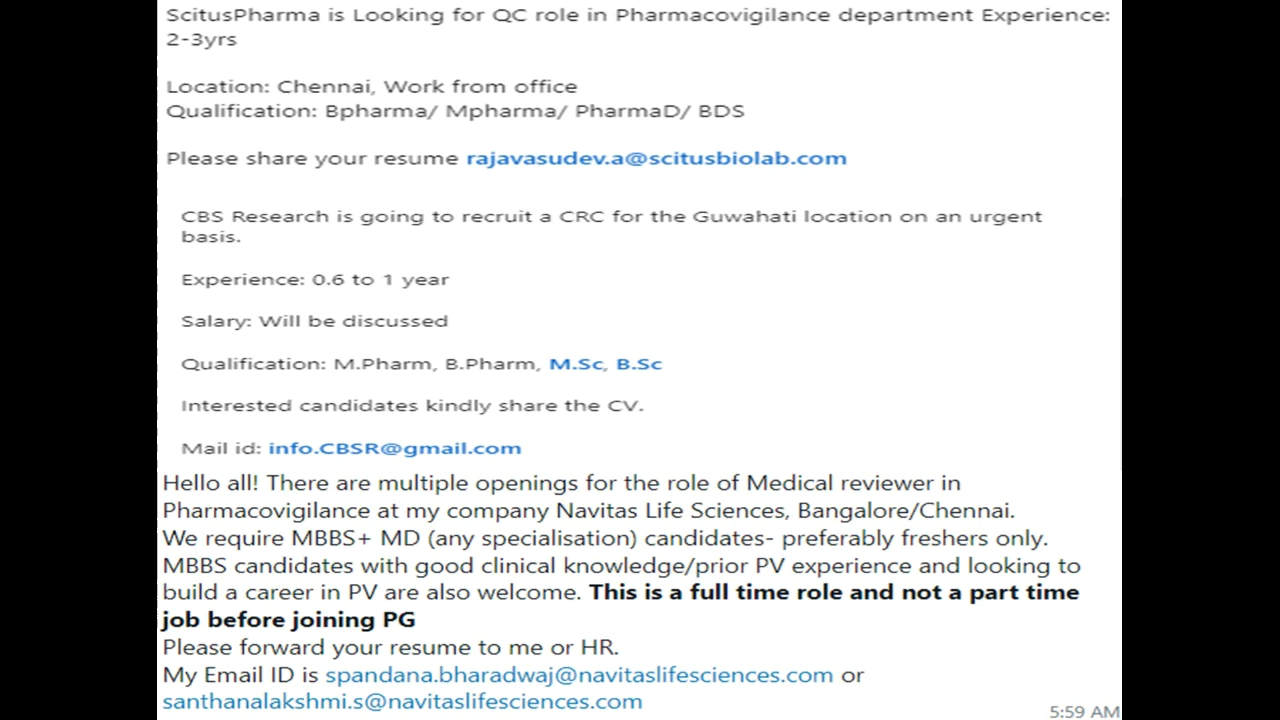 ScitusPharma is Looking for QC role in Pharmacovigilance department Experience:
2-3yrs
Location: Chennai, Work from office
Qualification: Bpharma/ Mpharma/ PharmaD/ BDS
Please share your resume rajavasudev.a@scitusbiolab.com
CBS Research is going to recruit a CRC for the Guwahati location on an urgent
basis.
Experience: 0.6 to 1 year
Salary: Will be discussed
Qualification: M.Pharm, B.Pharm, M.Sc, B.Sc
Interested candidates kindly share the CV.
Mail id: info.CBSR@gmail.com
Hello all! There are multiple openings for the role of Medical reviewer in
Pharmacovigilance at my company Navitas Life Sciences, Bangalore/Chennai.
We require MBBS+ MD (any specialisation) candidates- preferably freshers only.
MBBS candidates with good clinical knowledge/prior PV experience and looking to
build a career in PV are also welcome. This is a full time role and not a part time
job before joining PG
Please forward your resume to me or HR.
My Email ID is spandana.bharadwaj@navitaslifesciences.com or
santhanalakshmi.s@navitaslifesciences.com
5:59 AM